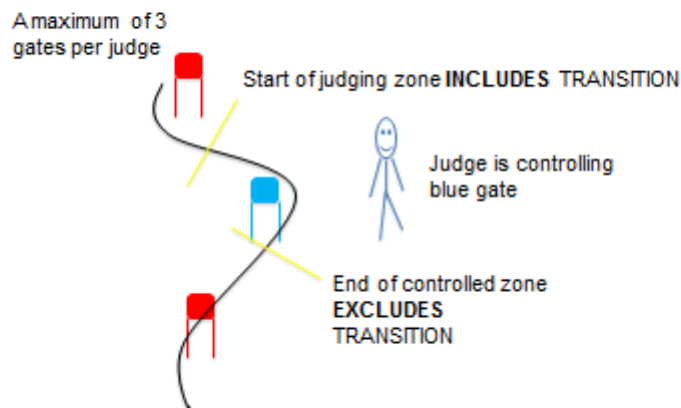 A maximum of 3
gates per judge
Start of judging zone INCLUDES TRANSITION
Judge is controlling
blue gate
End of controlled zone
EXCLUDES
TRANSITION